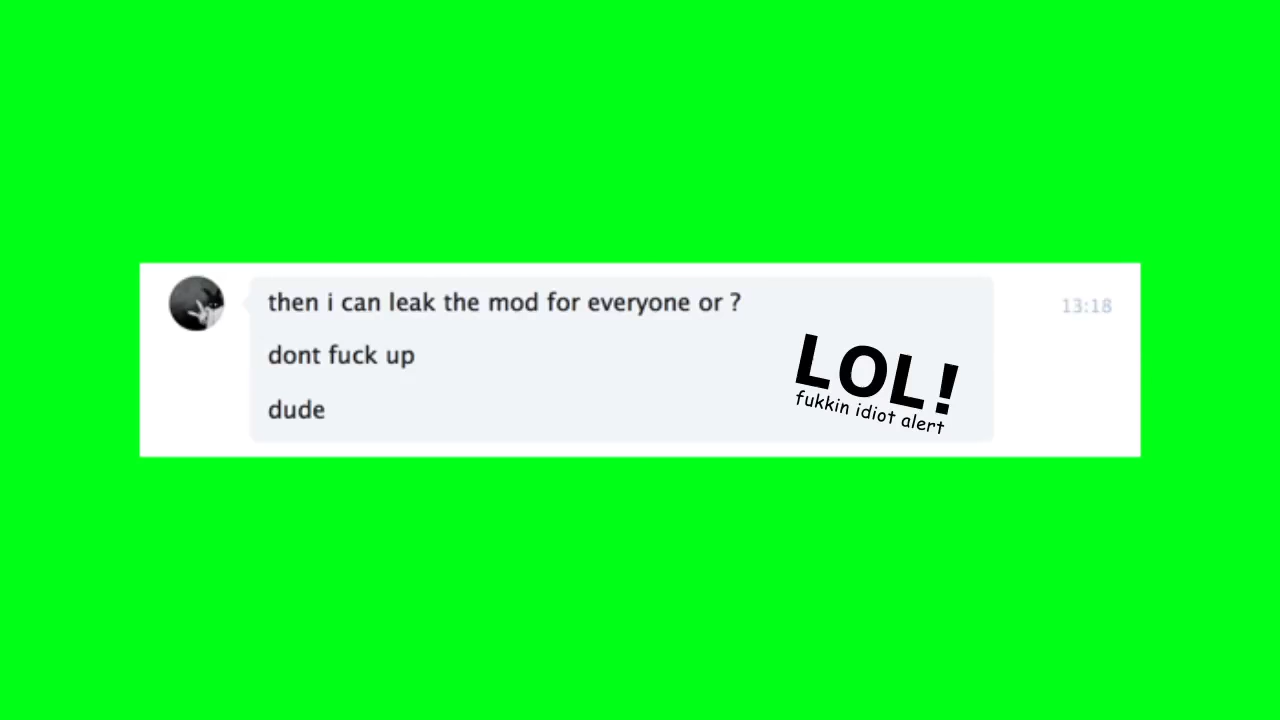 then i can leak the mod for everyone or ?
13:18
dont fuck up
dude
LOL!
fukkin idiot alert